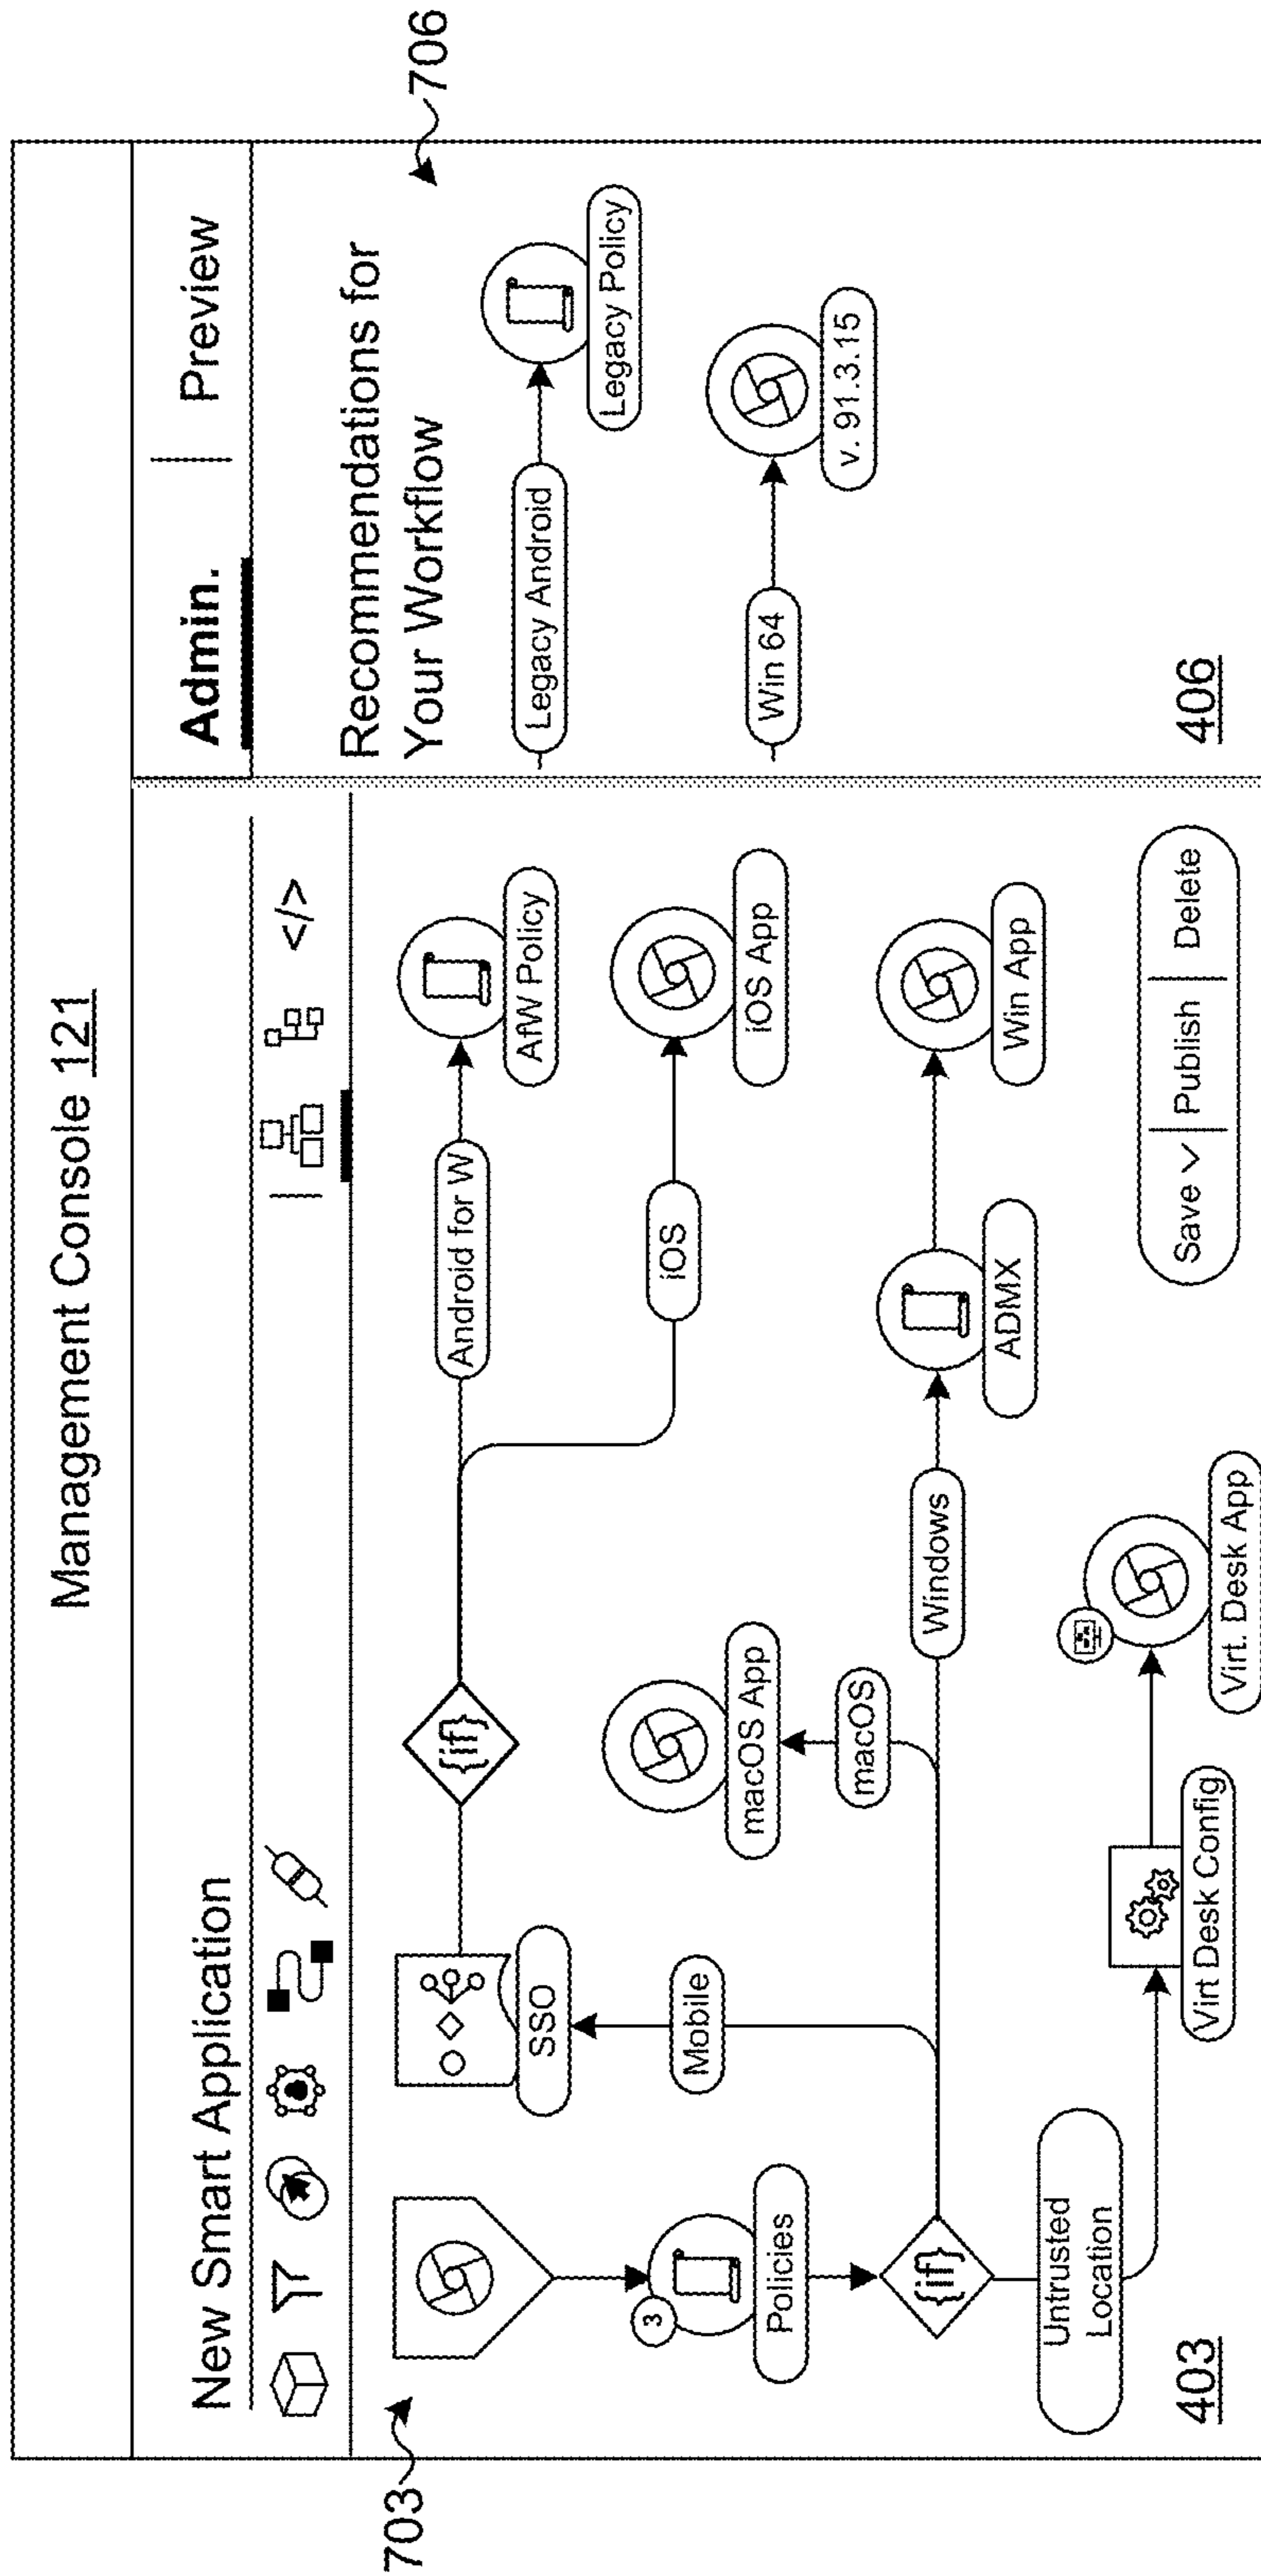 Management Console 121
New Smart Application
</>
Admin.
Preview
703
706
3
Policies
{if}
Untrusted
Location
Mobile
SSO
{if}
Android for W
AfW Policy
iOS
iOS App
macOS
macOS App
Windows
ADMX
Win App
Virt Desk Config
Virt. Desk App
Save
Publish
Delete
403
Recommendations for
Your Workflow
Legacy Android
Legacy Policy
Win 64
v. 91.3.15
406